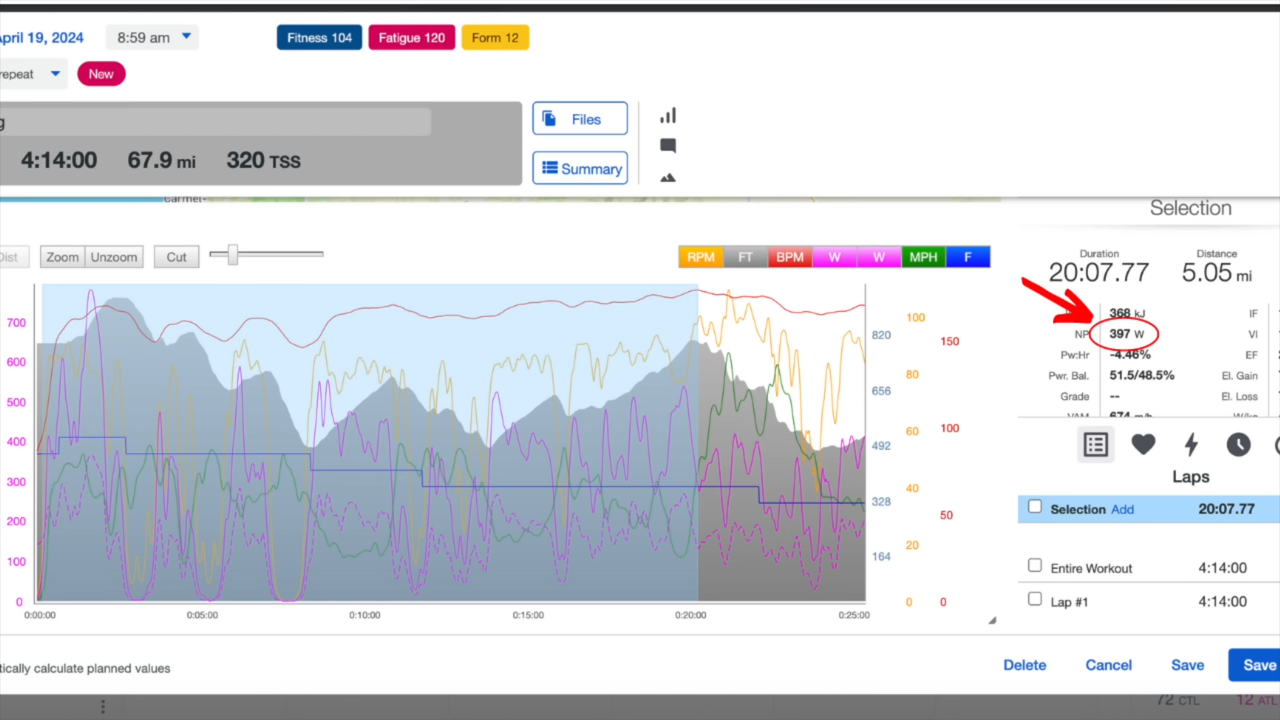 April 19, 2024 8:59 am Fitness 104 Fatigue 120 Form 12
repeat New
g
Files
4:14:00 67.9 mi 320 TSS
Summary
Selection
Dist Zoom Unzoom Cut RPM FT BPM W W MPH F
Duration Distance
20:07.77 5.05 mi
368 kJ IF
NP 397 W VI
Pw:Hr -4.46% EF
Pwr. Bal. 51.5/48.5% El. Gain
Grade -- El. Loss
VAM 674 m/h W/kg
700
600
500
400
300
200
100
0
820
656
492
328
164
100
80
60
40
20
0
150
100
50
0
0:00:00 0:05:00 0:10:00 0:15:00 0:20:00 0:25:00
Laps
Selection Add 20:07.77
Entire Workout 4:14:00
Lap #1 4:14:00
tically calculate planned values
Delete Cancel Save Save
72 CTL 12 ATL